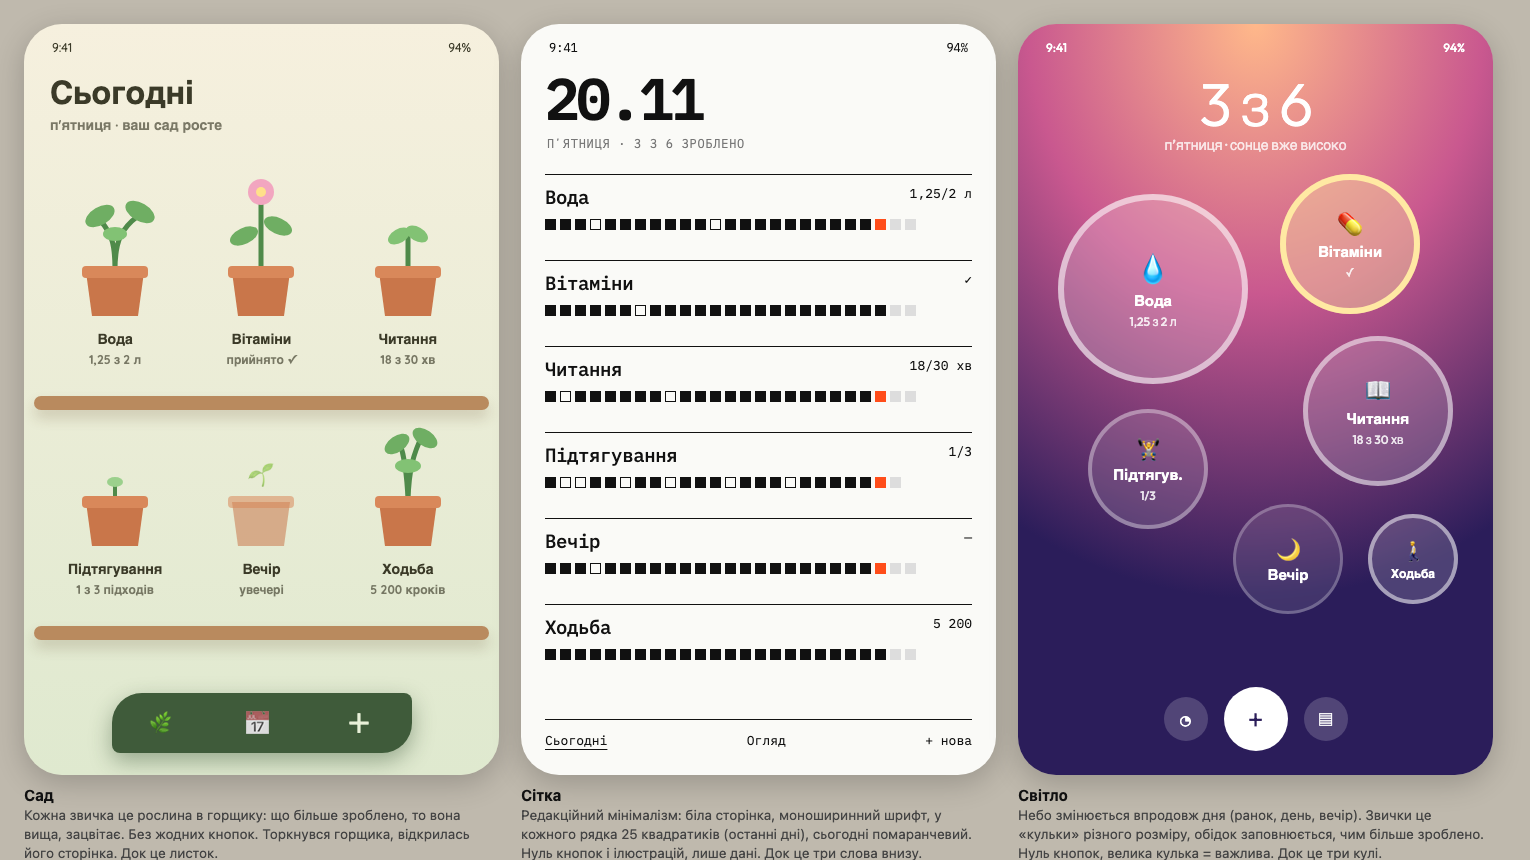 9:41
94%
Сьогодні
п'ятниця · ваш сад росте
Вода
1,25 з 2 л
Вітаміни
прийнято ✓
Читання
18 з 30 хв
Підтягування
1 з 3 підходів
Вечір
увечері
Ходьба
5 200 кроків
17
+
Сад
Кожна звичка це рослина в горщику: що більше зроблено, то вона
вища, зацвітає. Без жодних кнопок. Торкнувся горщика, відкрилась
його сторінка. Док це листок.
9:41
94%
20.11
П'ЯТНИЦЯ · 3 З 6 ЗРОБЛЕНО
Вода
1,25/2 л
Вітаміни
✓
Читання
18/30 хв
Підтягування
1/3
Вечір
—
Ходьба
5 200
Сьогодні
Огляд
+ нова
Сітка
Редакційний мінімалізм: біла сторінка, моноширинний шрифт, у
кожного рядка 25 квадратиків (останні дні), сьогодні помаранчевий.
Нуль кнопок і ілюстрацій, лише дані. Док це три слова внизу.
9:41
94%
3 з 6
п'ятниця · сонце вже високо
Вода
1,25 з 2 л
Вітаміни
✓
Читання
18 з 30 хв
Підтягув.
1/3
Вечір
Ходьба
+
Світло
Небо змінюється впродовж дня (ранок, день, вечір). Звички це
«кульки» різного розміру, обідок заповнюється, чим більше зроблено.
Нуль кнопок, велика кулька = важлива. Док це три кулі.